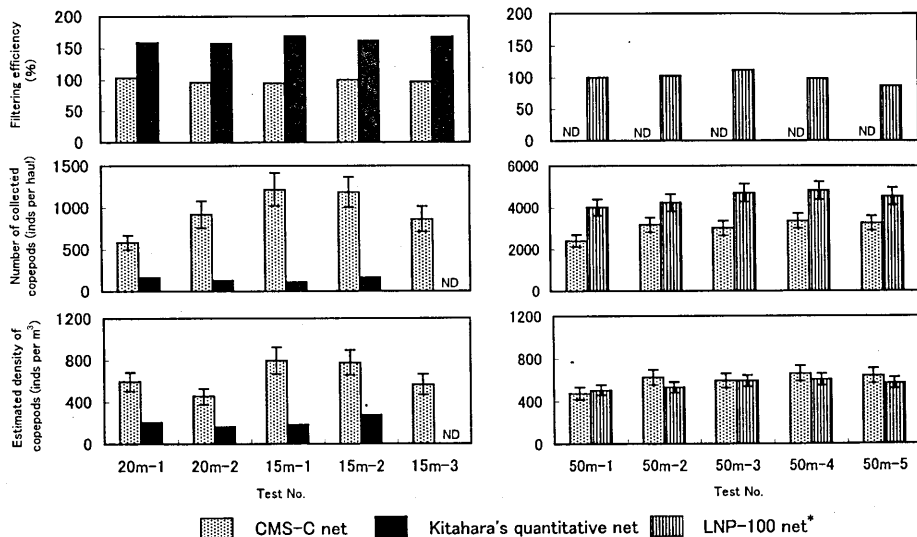 Filtering efficiency
(%)
200
150
100
50
0
200
150
100
50
0
ND
ND
ND
ND
ND
Number of collected
copepods (inds per haul)
1500
1000
500
0
ND
6000
4000
2000
0
Estimated density of
copepods (inds per m³)
1200
800
400
0
ND
1200
800
400
0
20m-1
20m-2
15m-1
15m-2
15m-3
50m-1
50m-2
50m-3
50m-4
50m-5
Test No.
Test No.
CMS-C net
Kitahara's quantitative net
LNP-100 net*